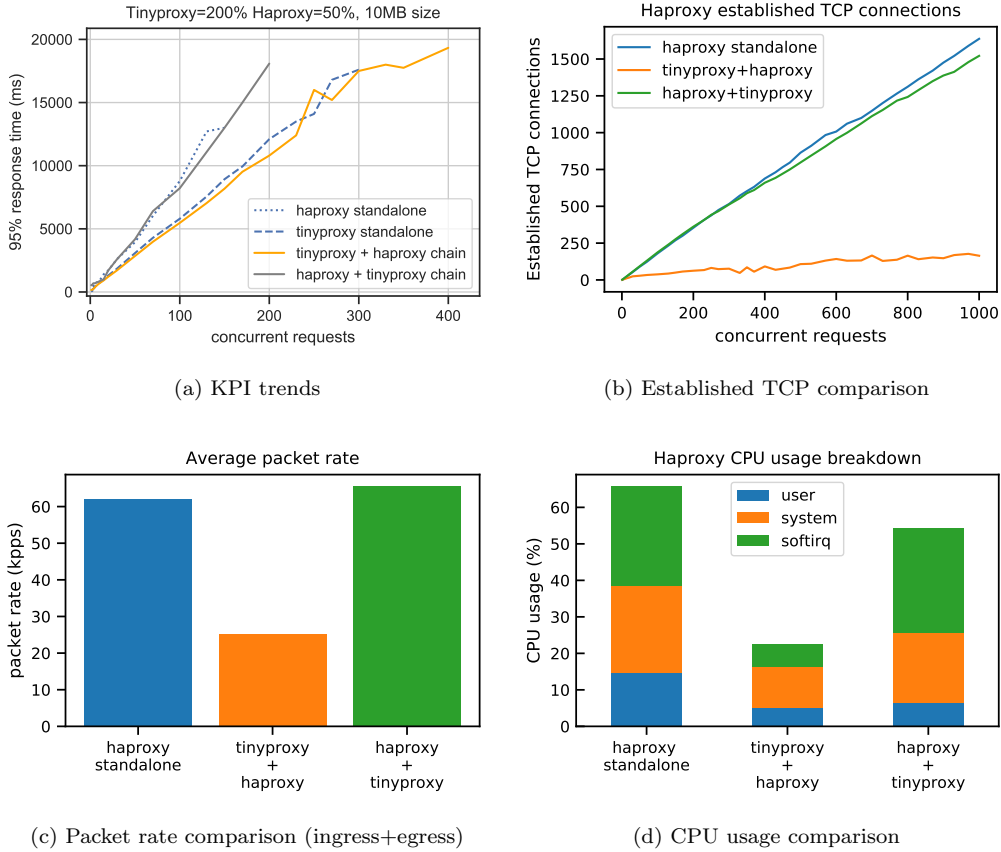 Tinyproxy=200% Haproxy=50%, 10MB size
20000
15000
10000
5000
0
95% response time (ms)
haproxy standalone
tinyproxy standalone
tinyproxy + haproxy chain
haproxy + tinyproxy chain
0 100 200 300 400
concurrent requests
(a) KPI trends
Haproxy established TCP connections
1500
1250
1000
750
500
250
0
Established TCP connections
haproxy standalone
tinyproxy+haproxy
haproxy+tinyproxy
0 200 400 600 800 1000
concurrent requests
(b) Established TCP comparison
Average packet rate
60
50
40
30
20
10
0
packet rate (kpps)
haproxy
standalone
tinyproxy
+
haproxy
haproxy
+
tinyproxy
(c) Packet rate comparison (ingress+egress)
Haproxy CPU usage breakdown
60
50
40
30
20
10
0
CPU usage (%)
user
system
softirq
haproxy
standalone
tinyproxy
+
haproxy
haproxy
+
tinyproxy
(d) CPU usage comparison